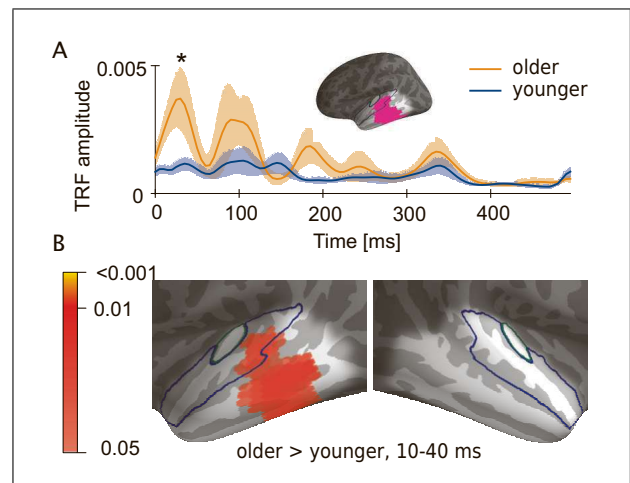 A
*
0.005
older
younger
TRF amplitude
0
0 100 200 300 400
Time [ms]
B
<0.001
0.01
0.05
older > younger, 10-40 ms